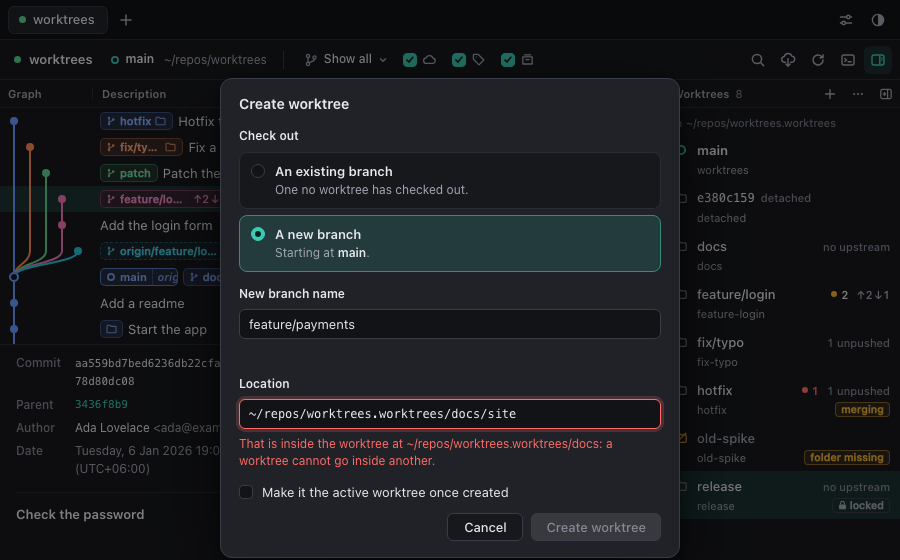 worktrees
worktrees main ~/repos/worktrees Show all
Graph Description
Worktrees 8
hotfix Hotfix
fix/ty... Fix a
patch Patch the
feature/lo... ↑2
Add the login form
origin/feature/lo...
main orig
Add a readme
Start the app
Commit aa559bd7bed6236db22cfa
78d80dc08
Parent 3436f8b9
Author Ada Lovelace <ada@exam
Date Tuesday, 6 Jan 2026 19:0
(UTC+06:00)
Check the password
Create worktree
Check out
An existing branch
One no worktree has checked out.
A new branch
Starting at main.
New branch name
feature/payments
Location
~/repos/worktrees.worktrees/docs/site
That is inside the worktree at ~/repos/worktrees.worktrees/docs: a
worktree cannot go inside another.
Make it the active worktree once created
Cancel Create worktree
~/repos/worktrees.worktrees
main
worktrees
e380c159 detached
detached
docs no upstream
docs
feature/login 2 ↑2↓1
feature-login
fix/typo 1 unpushed
fix-typo
hotfix 1 1 unpushed
hotfix merging
old-spike
old-spike folder missing
release no upstream
release locked